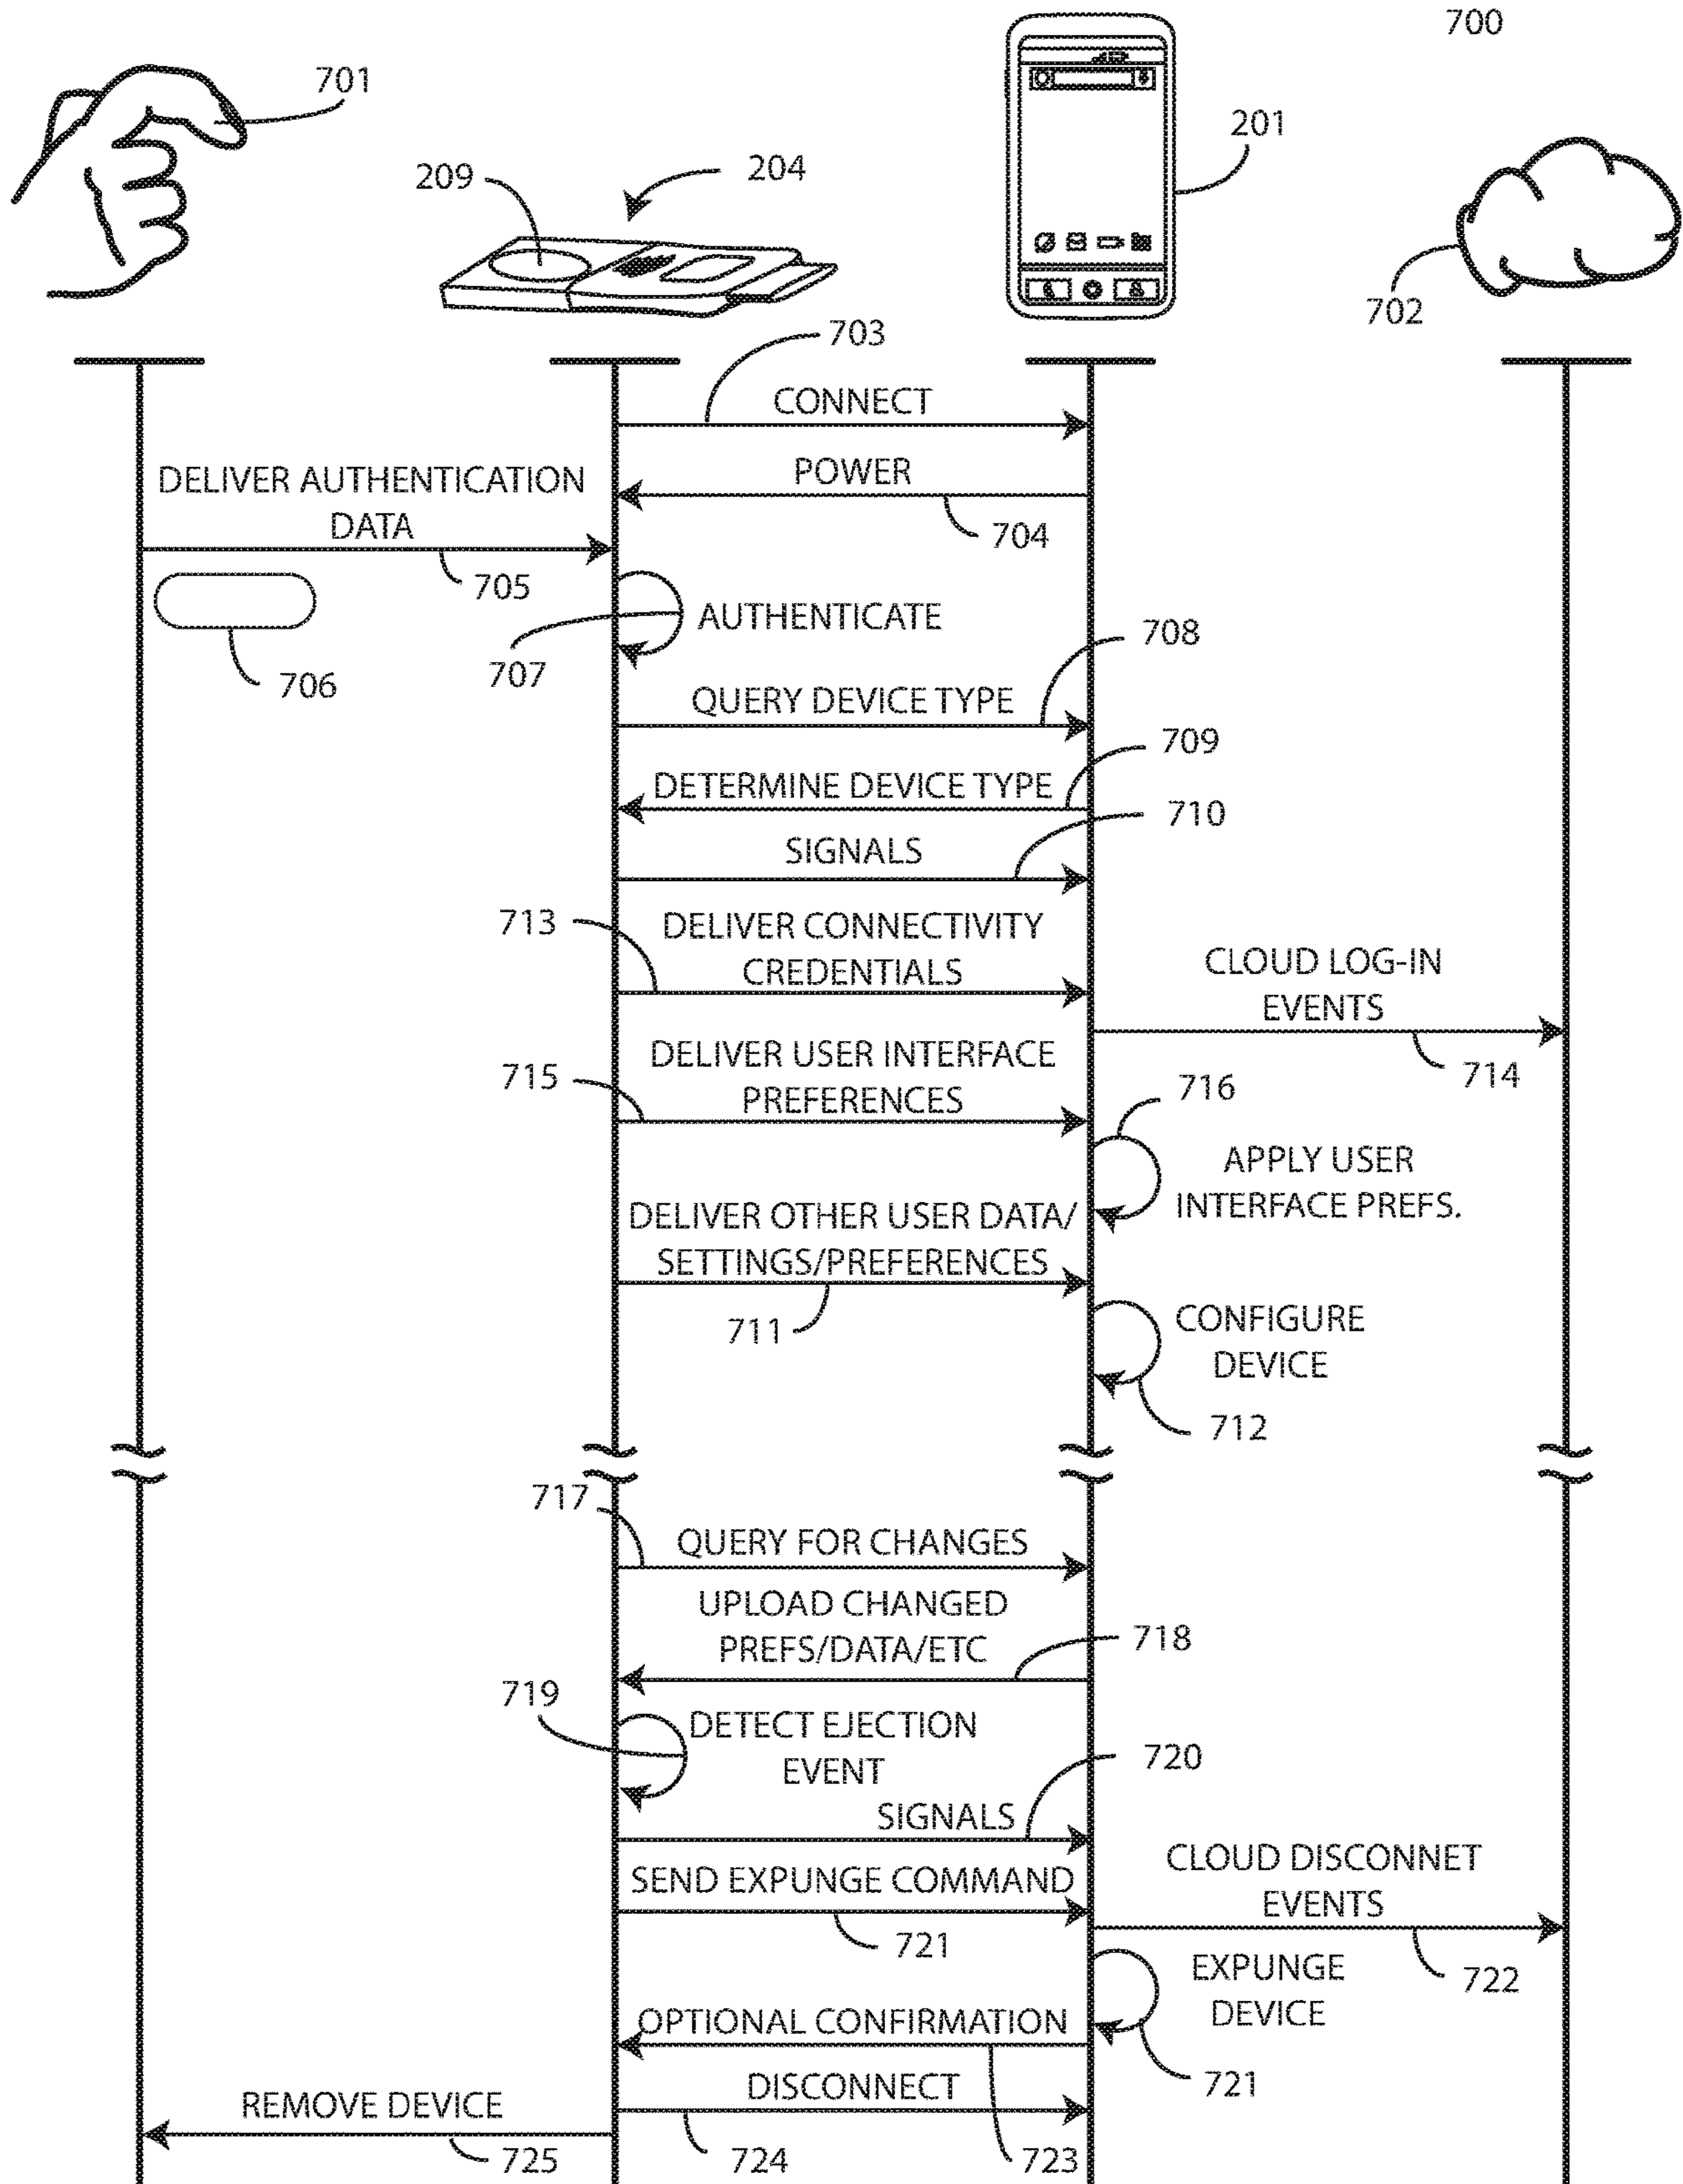 700
701
201
209
204
702
703
CONNECT
POWER
DELIVER AUTHENTICATION
DATA
704
705
AUTHENTICATE
708
707
706
QUERY DEVICE TYPE
709
DETERMINE DEVICE TYPE
710
SIGNALS
713
DELIVER CONNECTIVITY
CREDENTIALS
CLOUD LOG-IN
EVENTS
715
DELIVER USER INTERFACE
PREFERENCES
714
716
APPLY USER
INTERFACE PREFS.
DELIVER OTHER USER DATA/
SETTINGS/PREFERENCES
711
CONFIGURE
DEVICE
712
717
QUERY FOR CHANGES
UPLOAD CHANGED
PREFS/DATA/ETC
718
719
DETECT EJECTION
EVENT
720
SIGNALS
SEND EXPUNGE COMMAND
CLOUD DISCONNET
EVENTS
721
722
EXPUNGE
DEVICE
OPTIONAL CONFIRMATION
721
DISCONNECT
REMOVE DEVICE
725
724
723